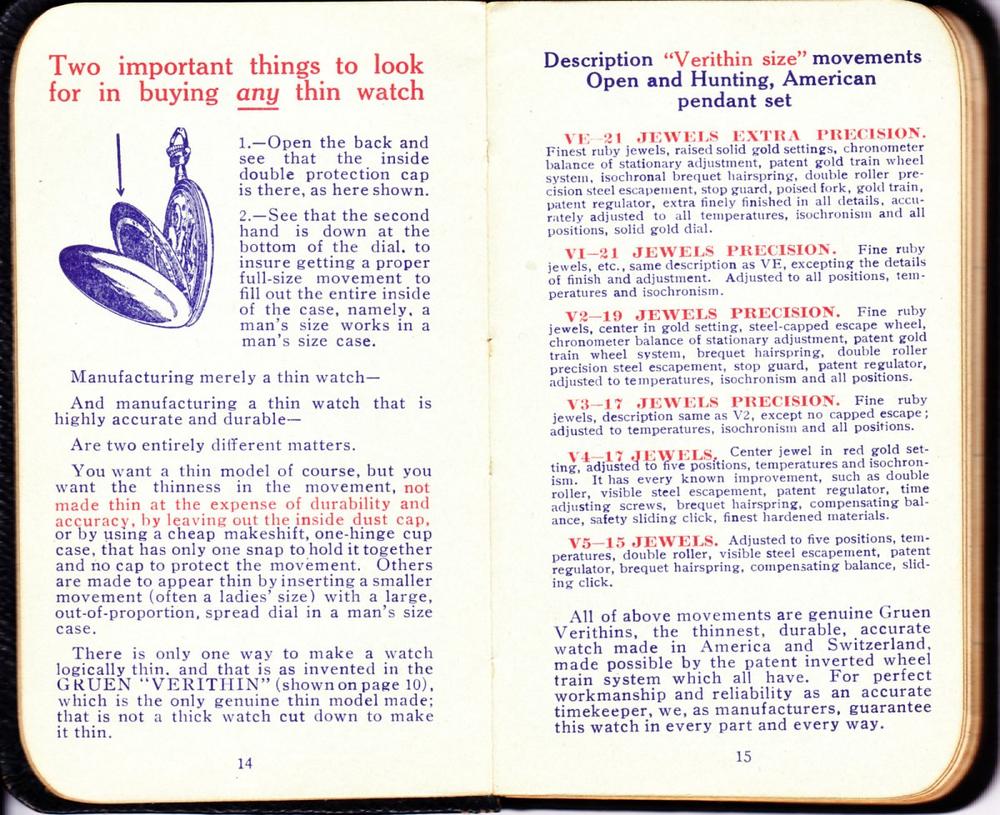 Two important things to look
for in buying any thin watch
1.—Open the back and
see that the inside
double protection cap
is there, as here shown.
2.—See that the second
hand is down at the
bottom of the dial, to
insure getting a proper
full-size movement to
fill out the entire inside
of the case, namely, a
man's size works in a
man's size case.
Manufacturing merely a thin watch—
And manufacturing a thin watch that is
highly accurate and durable—
Are two entirely different matters.
You want a thin model of course, but you
want the thinness in the movement, not
made thin at the expense of durability and
accuracy, by leaving out the inside dust cap,
or by using a cheap makeshift, one-hinge cup
case, that has only one snap to hold it together
and no cap to protect the movement. Others
are made to appear thin by inserting a smaller
movement (often a ladies' size) with a large,
out-of-proportion, spread dial in a man's size
case.
There is only one way to make a watch
logically thin, and that is as invented in the
GRUEN "VERITHIN" (shown on page 10),
which is the only genuine thin model made;
that is not a thick watch cut down to make
it thin.
14
Description "Verithin size" movements
Open and Hunting, American
pendant set
VE—21 JEWELS EXTRA PRECISION.
Finest ruby jewels, raised solid gold settings, chronometer
balance of stationary adjustment, patent gold train wheel
system, isochronal brequet hairspring, double roller pre-
cision steel escapement, stop guard, poised fork, gold train,
patent regulator, extra finely finished in all details, accu-
rately adjusted to all temperatures, isochronism and all
positions, solid gold dial.
V1—21 JEWELS PRECISION. Fine ruby
jewels, etc., same description as VE, excepting the details
of finish and adjustment. Adjusted to all positions, tem-
peratures and isochronism.
V2—19 JEWELS PRECISION. Fine ruby
jewels, center in gold setting, steel-capped escape wheel,
chronometer balance of stationary adjustment, patent gold
train wheel system, brequet hairspring, double roller
precision steel escapement, stop guard, patent regulator,
adjusted to temperatures, isochronism and all positions.
V3—17 JEWELS PRECISION. Fine ruby
jewels, description same as V2, except no capped escape;
adjusted to temperatures, isochronism and all positions.
V4—17 JEWELS. Center jewel in red gold set-
ting, adjusted to five positions, temperatures and isochron-
ism. It has every known improvement, such as double
roller, visible steel escapement, patent regulator, time
adjusting screws, brequet hairspring, compensating bal-
ance, safety sliding click, finest hardened materials.
V5—15 JEWELS. Adjusted to five positions, tem-
peratures, double roller, visible steel escapement, patent
regulator, brequet hairspring, compensating balance, slid-
ing click.
All of above movements are genuine Gruen
Verithins, the thinnest, durable, accurate
watch made in America and Switzerland,
made possible by the patent inverted wheel
train system which all have. For perfect
workmanship and reliability as an accurate
timekeeper, we, as manufacturers, guarantee
this watch in every part and every way.
15